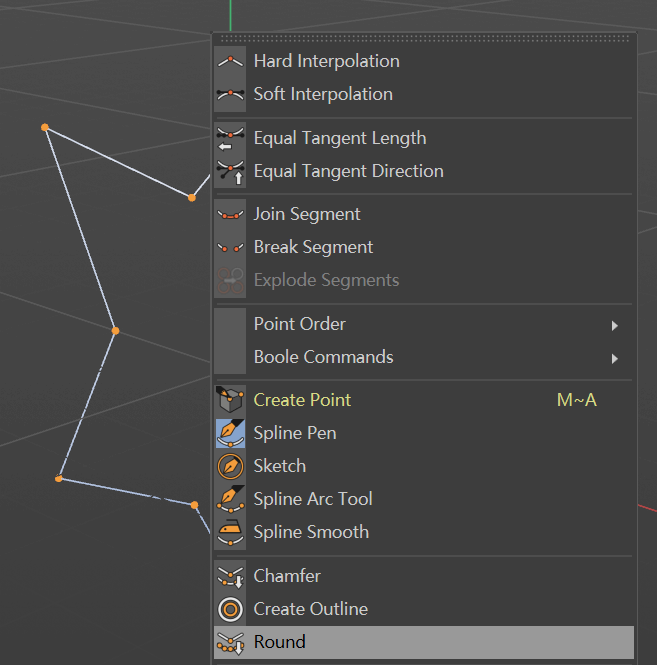 Hard Interpolation
Soft Interpolation
Equal Tangent Length
Equal Tangent Direction
Join Segment
Break Segment
Explode Segments
Point Order
Boole Commands
Create Point M~A
Spline Pen
Sketch
Spline Arc Tool
Spline Smooth
Chamfer
Create Outline
Round